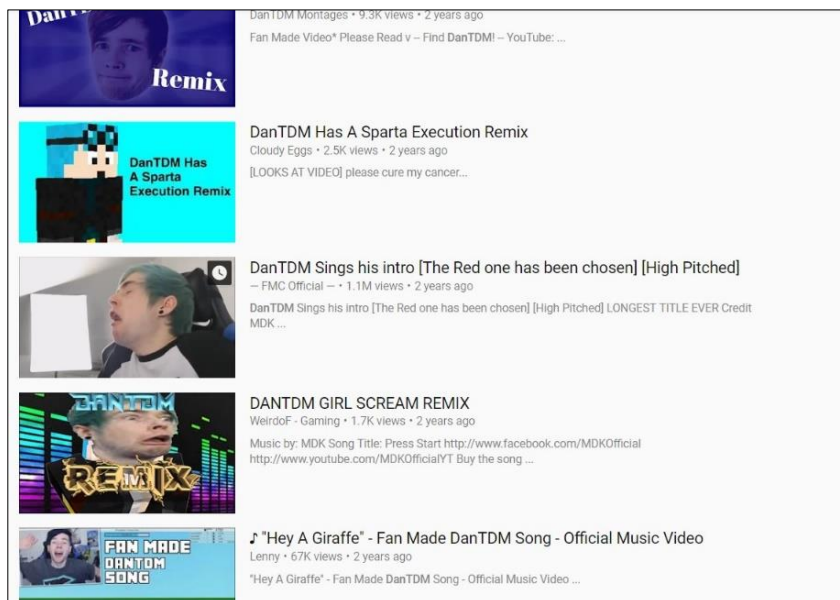 DanTDM
Remix
DanTDM Montages • 9.3K views • 2 years ago
Fan Made Video* Please Read v -- Find DanTDM! -- YouTube: ...
DanTDM Has
A Sparta
Execution Remix
DanTDM Has A Sparta Execution Remix
Cloudy Eggs • 2.5K views • 2 years ago
[LOOKS AT VIDEO] please cure my cancer...
DanTDM Sings his intro [The Red one has been chosen] [High Pitched]
— FMC Official — • 1.1M views • 2 years ago
DanTDM Sings his intro [The Red one has been chosen] [High Pitched] LONGEST TITLE EVER Credit
MDK ...
DANTDM
REMIX
DANTDM GIRL SCREAM REMIX
WeirdoF - Gaming • 1.7K views • 2 years ago
Music by: MDK Song Title: Press Start http://www.facebook.com/MDKOfficial
http://www.youtube.com/MDKOfficialYT Buy the song ...
FAN MADE
DANTDM
SONG
♪ "Hey A Giraffe" - Fan Made DanTDM Song - Official Music Video
Lenny • 67K views • 2 years ago
"Hey A Giraffe" - Fan Made DanTDM Song - Official Music Video ...